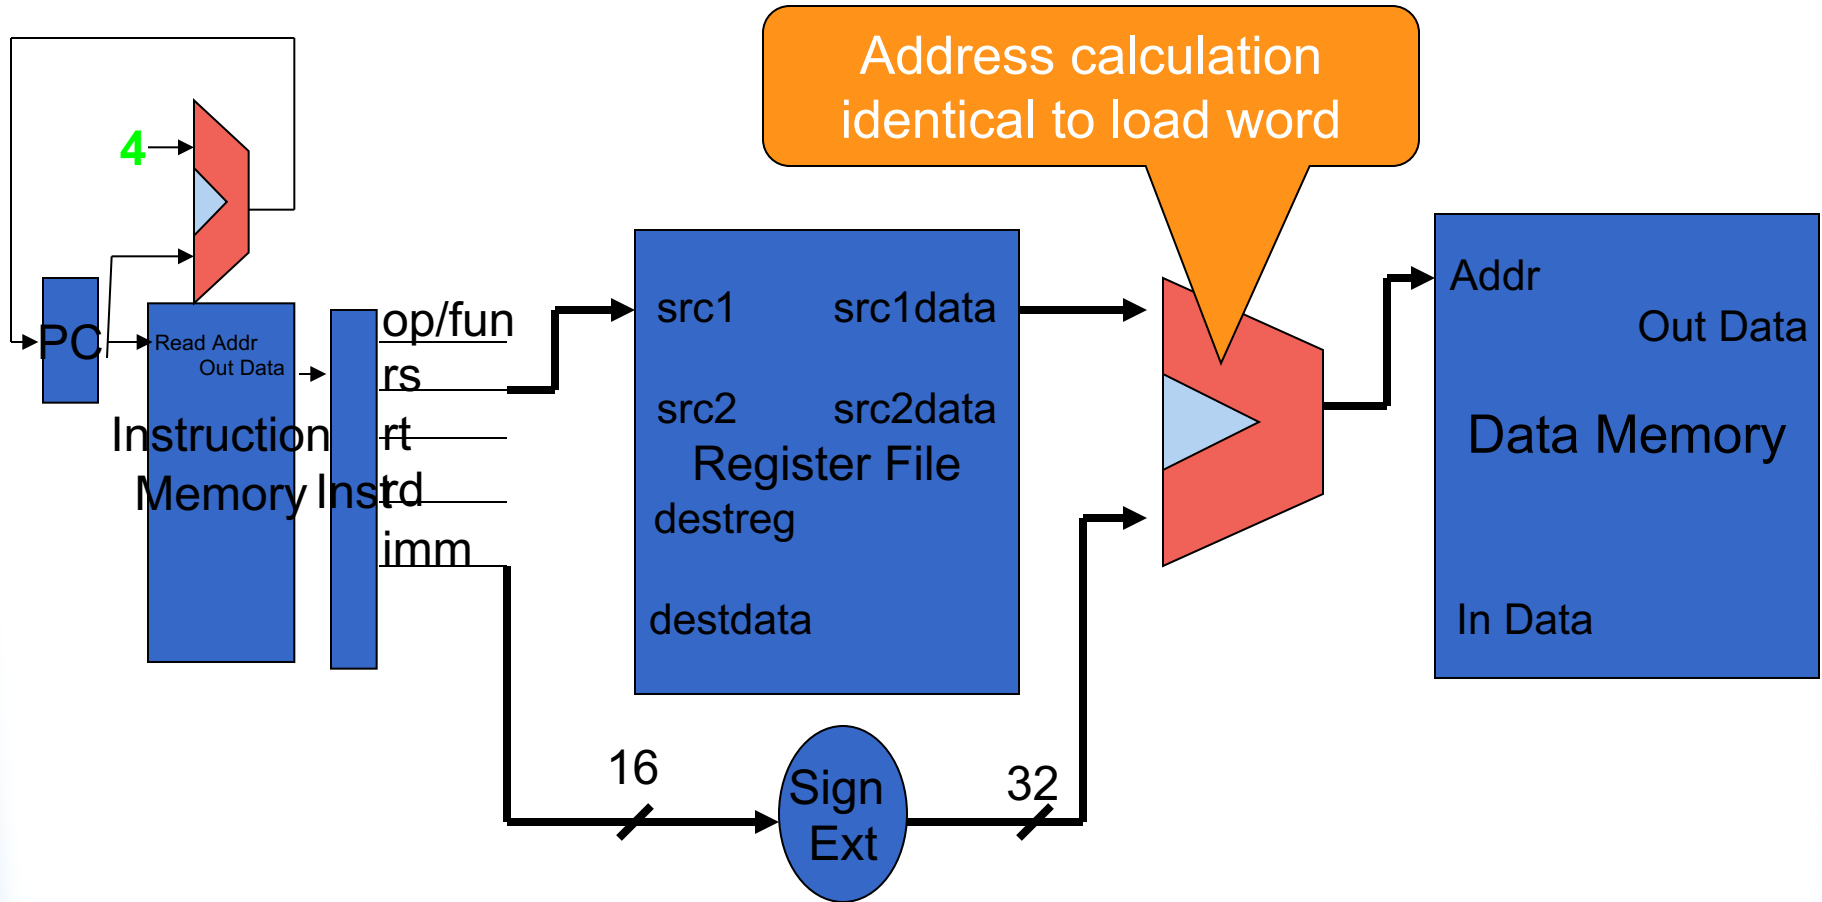 Address calculation
identical to load word
4
PC
Read Addr
Out Data
Instruction
Memory
Instr
op/fun
rs
rt
rd
imm
src1
src1data
src2
src2data
Register File
destreg
destdata
Addr
Out Data
Data Memory
In Data
16
Sign
Ext
32